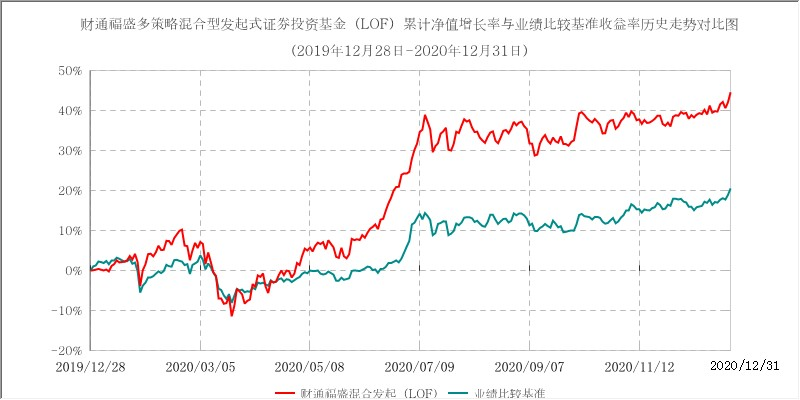 财通福盛多策略混合型发起式证券投资基金（LOF）累计净值增长率与业绩比较基准收益率历史走势对比图
(2019年12月28日-2020年12月31日)
50%
40%
30%
20%
10%
0%
-10%
-20%
2019/12/28 2020/03/05 2020/05/08 2020/07/09 2020/09/07 2020/11/12 2020/12/31
财通福盛混合发起（LOF） 业绩比较基准